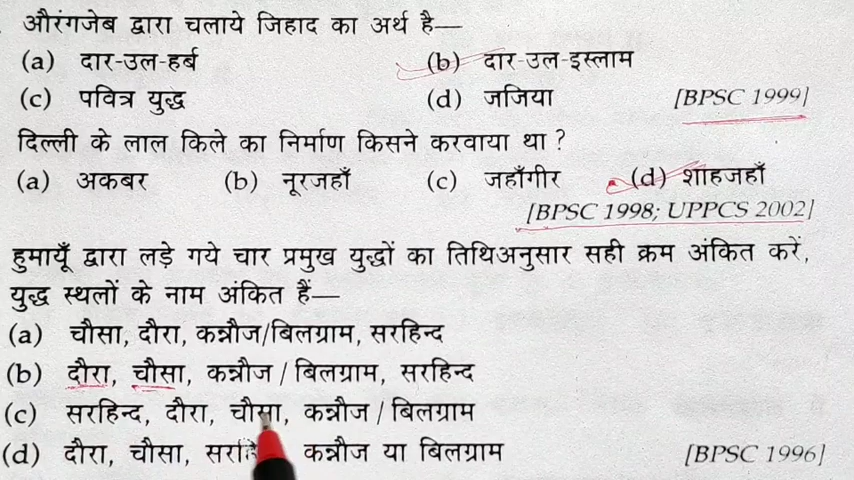 औरंगजेब द्वारा चलाये जिहाद का अर्थ है—
(a) दार-उल-हर्ब (b) दार-उल-इस्लाम
(c) पवित्र युद्ध (d) जजिया [BPSC 1999]
दिल्ली के लाल किले का निर्माण किसने करवाया था?
(a) अकबर (b) नूरजहाँ (c) जहाँगीर (d) शाहजहाँ
[BPSC 1998; UPPCS 2002]
हुमायूँ द्वारा लड़े गये चार प्रमुख युद्धों का तिथिअनुसार सही क्रम अंकित करें,
युद्ध स्थलों के नाम अंकित हैं—
(a) चौसा, दौरा, कन्नौज/बिलग्राम, सरहिन्द
(b) दौरा, चौसा, कन्नौज / बिलग्राम, सरहिन्द
(c) सरहिन्द, दौरा, चौसा, कन्नौज / बिलग्राम
(d) दौरा, चौसा, कन्नौज या बिलग्राम [BPSC 1996]